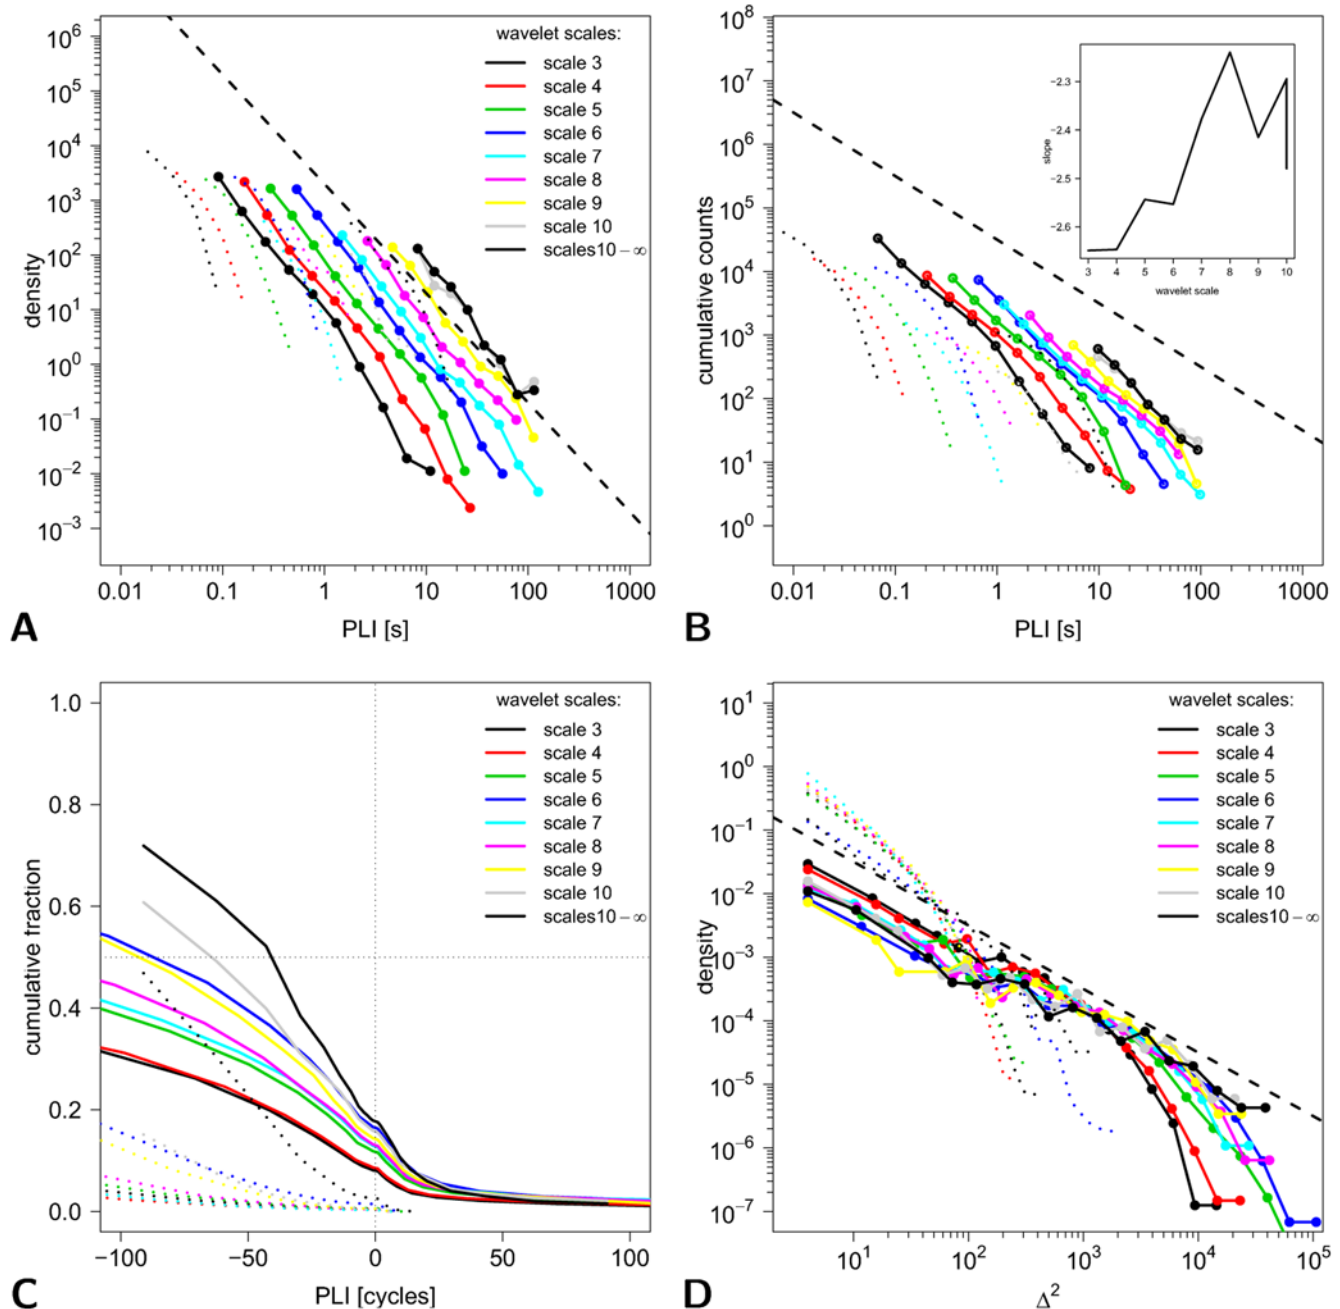 wavelet scales:
scale 3
scale 4
scale 5
scale 6
scale 7
scale 8
scale 9
scale 10
scales10−∞
10^6
10^5
10^4
10^3
10^2
10^1
10^0
10^−1
10^−2
10^−3
density
0.01 0.1 1 10 100 1000
PLI [s]
A
10^8
10^7
10^6
10^5
10^4
10^3
10^2
10^1
10^0
cumulative counts
−2.3
−2.4
−2.5
−2.6
slope
3 4 5 6 7 8 9 10
wavelet scale
0.01 0.1 1 10 100 1000
PLI [s]
B
wavelet scales:
scale 3
scale 4
scale 5
scale 6
scale 7
scale 8
scale 9
scale 10
scales10−∞
1.0
0.8
0.6
0.4
0.2
0.0
cumulative fraction
−100 −50 0 50 100
PLI [cycles]
C
wavelet scales:
scale 3
scale 4
scale 5
scale 6
scale 7
scale 8
scale 9
scale 10
scales10−∞
10^1
10^0
10^−1
10^−2
10^−3
10^−4
10^−5
10^−6
10^−7
density
10^1 10^2 10^3 10^4 10^5
Δ^2
D